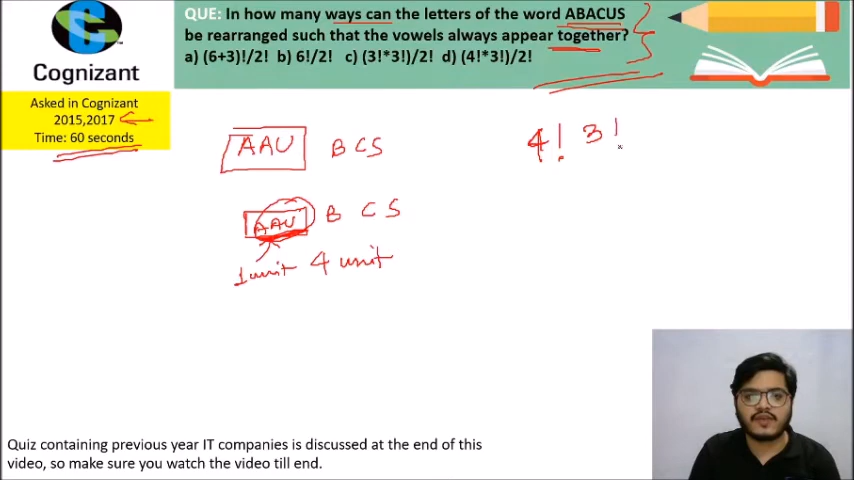 QUE: In how many ways can the letters of the word ABACUS
be rearranged such that the vowels always appear together?
a) (6+3)!/2! b) 6!/2! c) (3!*3!)/2! d) (4!*3!)/2!
Cognizant
Asked in Cognizant
2015,2017
Time: 60 seconds
AAU B C S
4! 3!
AAU B C S
1 unit 4 unit
Quiz containing previous year IT companies is discussed at the end of this
video, so make sure you watch the video till end.